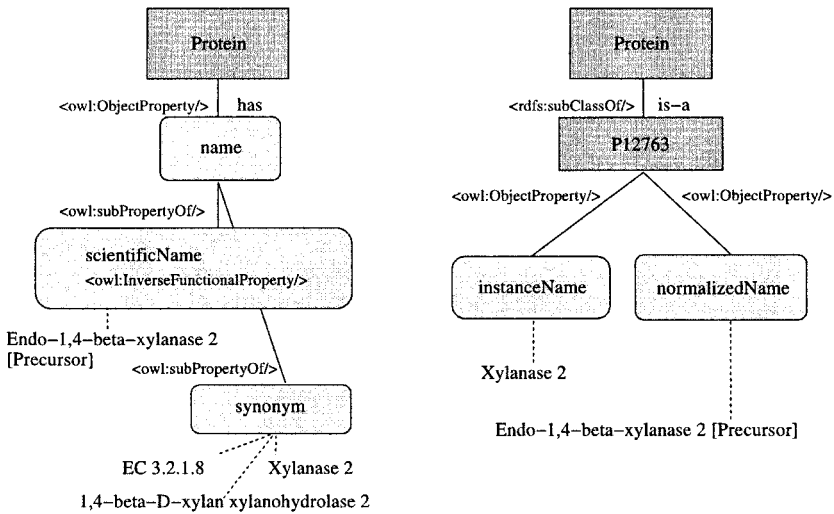 Protein
<owl:ObjectProperty/> has
name
<owl:subPropertyOf/>
scientificName
<owl:InverseFunctionalProperty/>
Endo-1,4-beta-xylanase 2
[Precursor]
<owl:subPropertyOf/>
synonym
EC 3.2.1.8
Xylanase 2
1,4-beta-D-xylan xylanohydrolase 2
Protein
<rdfs:subClassOf/> is-a
P12763
<owl:ObjectProperty/>
<owl:ObjectProperty/>
instanceName
normalizedName
Xylanase 2
Endo-1,4-beta-xylanase 2 [Precursor]